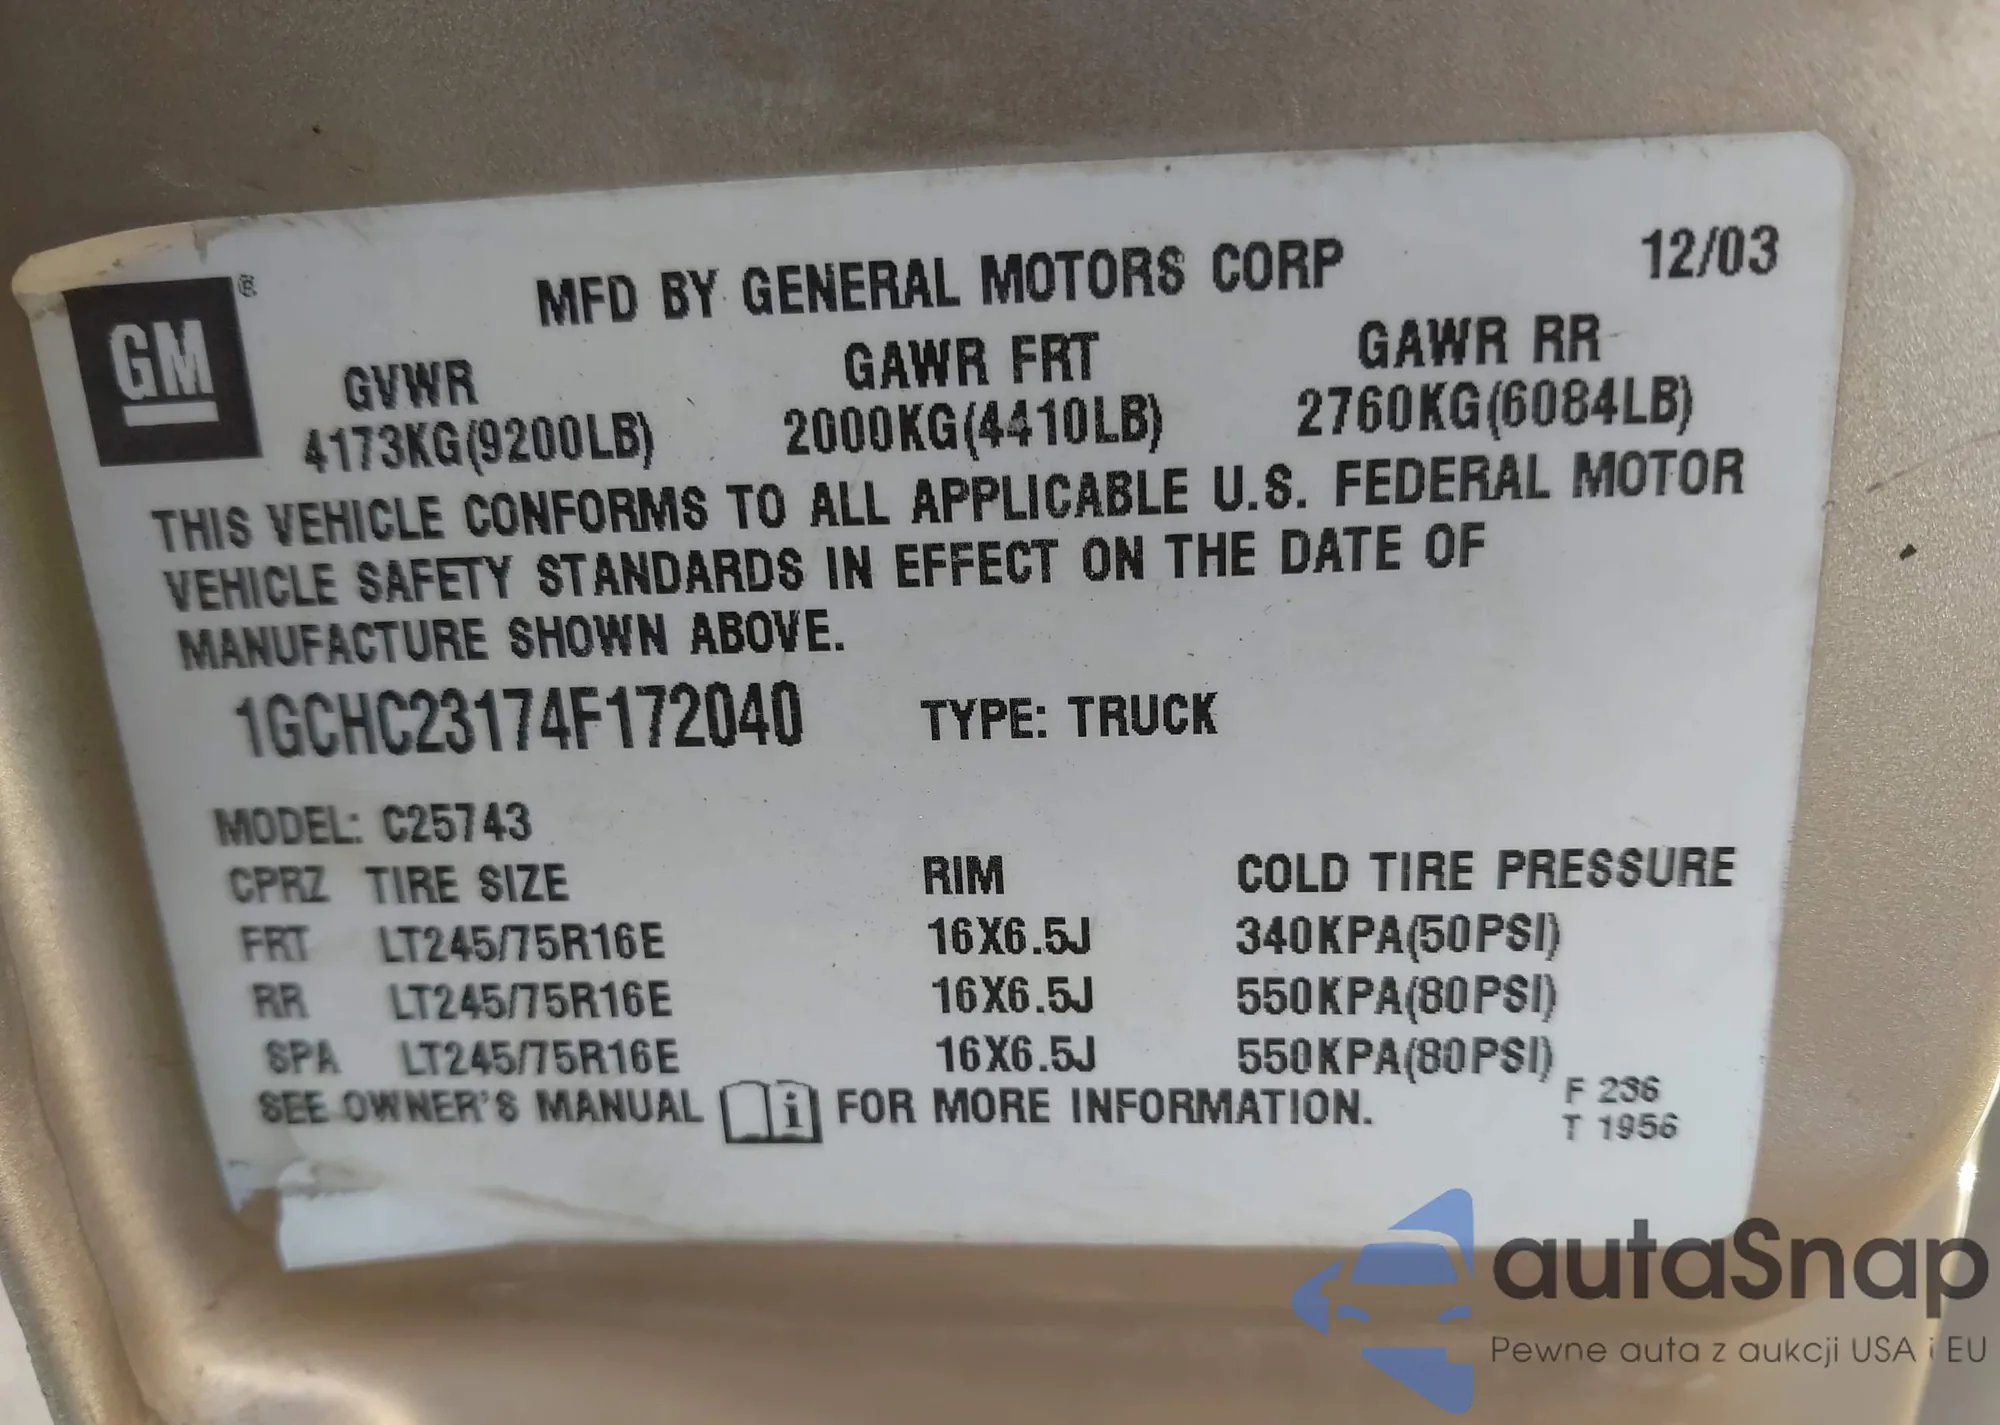 MFD BY GENERAL MOTORS CORP 12/03
GM ®
GVWR GAWR FRT GAWR RR
4173KG(9200LB) 2000KG(4410LB) 2760KG(6084LB)
THIS VEHICLE CONFORMS TO ALL APPLICABLE U.S. FEDERAL MOTOR
VEHICLE SAFETY STANDARDS IN EFFECT ON THE DATE OF
MANUFACTURE SHOWN ABOVE.
1GCHC23174F172040 TYPE: TRUCK
MODEL: C25743
CPRZ TIRE SIZE RIM COLD TIRE PRESSURE
FRT LT245/75R16E 16X6.5J 340KPA(50PSI)
RR LT245/75R16E 16X6.5J 550KPA(80PSI)
SPA LT245/75R16E 16X6.5J 550KPA(80PSI)
SEE OWNER'S MANUAL i FOR MORE INFORMATION.
F 236
T 1956
autaSnap
Pewne auta z aukcji USA i EU